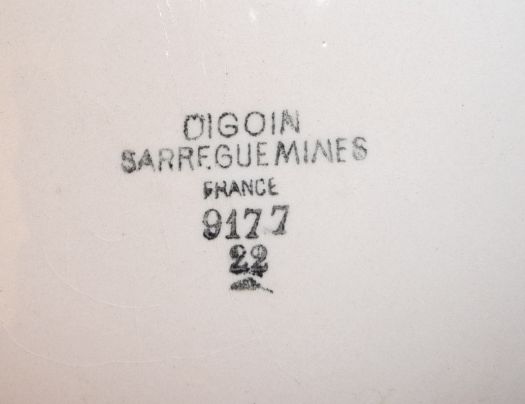 DIGOIN
SARREGUEMINES
FRANCE
9177
22